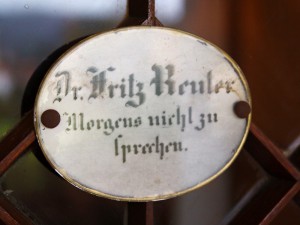 Dr. Fritz Reuter.
Morgens nicht zu
sprechen.